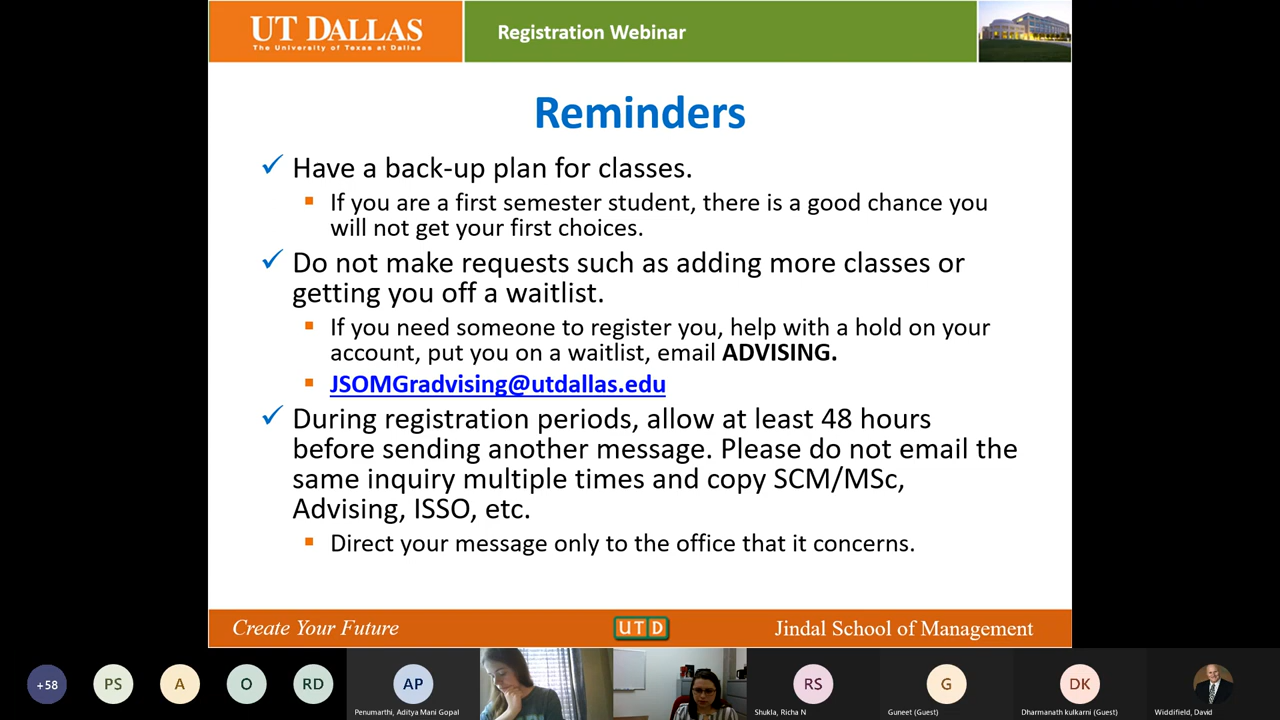 UT DALLAS
The University of Texas at Dallas
Registration Webinar
Reminders
✓ Have a back-up plan for classes.
▪ If you are a first semester student, there is a good chance you
will not get your first choices.
✓ Do not make requests such as adding more classes or
getting you off a waitlist.
▪ If you need someone to register you, help with a hold on your
account, put you on a waitlist, email ADVISING.
▪ JSOMGradvising@utdallas.edu
✓ During registration periods, allow at least 48 hours
before sending another message. Please do not email the
same inquiry multiple times and copy SCM/MSc,
Advising, ISSO, etc.
▪ Direct your message only to the office that it concerns.
Create Your Future
UTD
Jindal School of Management
+58
PS
A
O
RD
AP
RS
G
DK
Penumarthi, Aditya Mani Gopal
Shukla, Richa N
Guneet (Guest)
Dharmanath kulkarni (Guest)
Widdifield, David